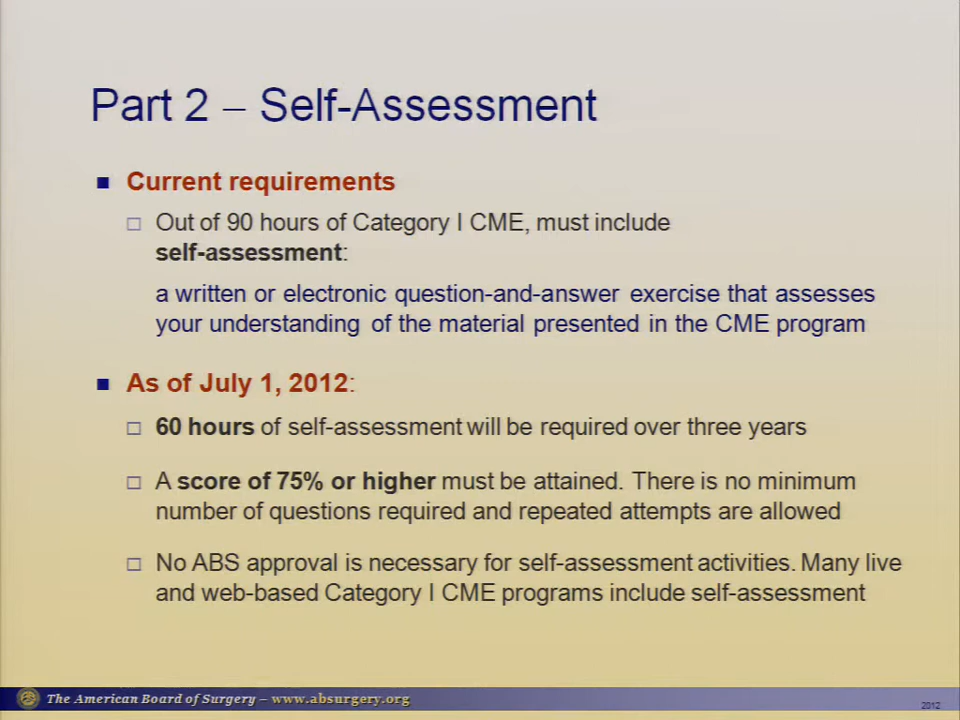 Part 2 – Self-Assessment
Current requirements
Out of 90 hours of Category I CME, must include
self-assessment:
a written or electronic question-and-answer exercise that assesses
your understanding of the material presented in the CME program
As of July 1, 2012:
60 hours of self-assessment will be required over three years
A score of 75% or higher must be attained. There is no minimum
number of questions required and repeated attempts are allowed
No ABS approval is necessary for self-assessment activities. Many live
and web-based Category I CME programs include self-assessment
The American Board of Surgery – www.absurgery.org
2012